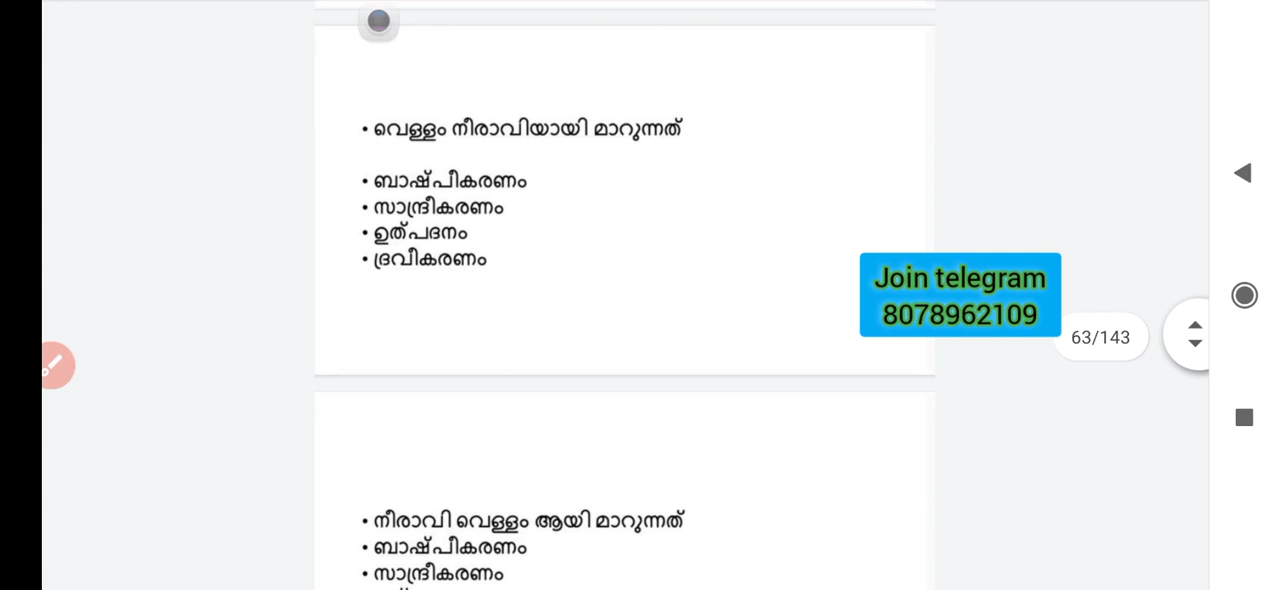 • വെള്ളം നീരാവിയായി മാറുന്നത്
• ബാഷ്പീകരണം
• സാന്ദ്രീകരണം
• ഉത്പദനം
• ദ്രവീകരണം
Join telegram
8078962109
63/143
• നീരാവി വെള്ളം ആയി മാറുന്നത്
• ബാഷ്പീകരണം
• സാന്ദ്രീകരണം